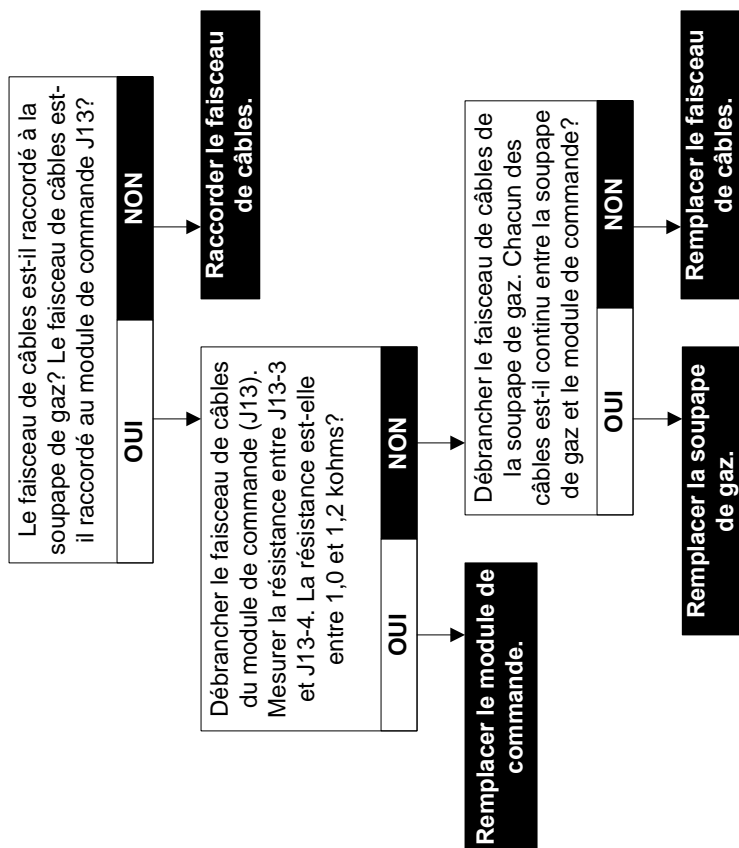 Le faisceau de câbles est-il raccordé à la
soupape de gaz? Le faisceau de câbles est-
il raccordé au module de commande J13?
OUI
NON
Raccorder le faisceau
de câbles.
Débrancher le faisceau de câbles
du module de commande (J13).
Mesurer la résistance entre J13-3
et J13-4. La résistance est-elle
entre 1,0 et 1,2 kohms?
OUI
NON
Remplacer le module de
commande.
Débrancher le faisceau de câbles de
la soupape de gaz. Chacun des
câbles est-il continu entre la soupape
de gaz et le module de commande?
OUI
NON
Remplacer la soupape
de gaz.
Remplacer le faisceau
de câbles.